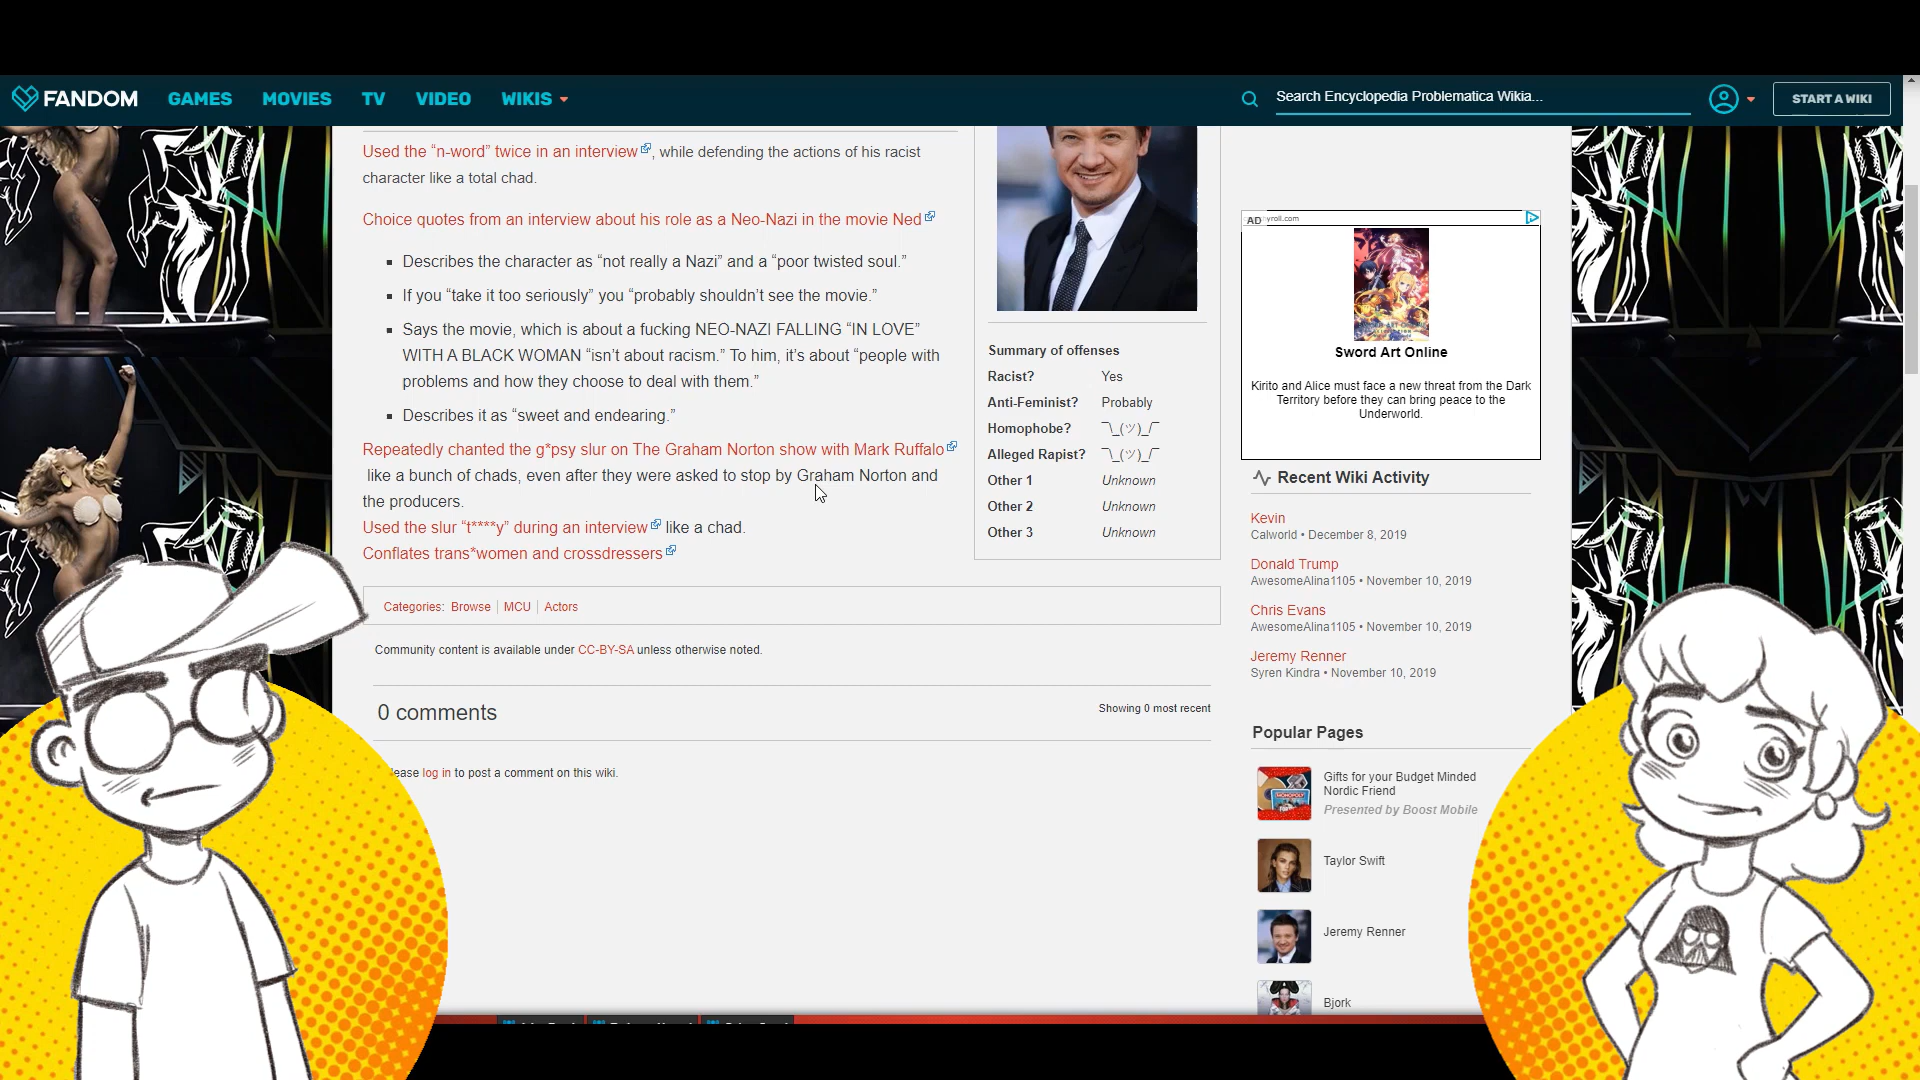 FANDOM GAMES MOVIES TV VIDEO WIKIS Search Encyclopedia Problematica Wikia... START A WIKI
Used the “n-word” twice in an interview, while defending the actions of his racist
character like a total chad.
Choice quotes from an interview about his role as a Neo-Nazi in the movie Ned
Describes the character as “not really a Nazi” and a “poor twisted soul.”
If you “take it too seriously” you “probably shouldn’t see the movie.”
Says the movie, which is about a fucking NEO-NAZI FALLING “IN LOVE”
WITH A BLACK WOMAN “isn’t about racism.” To him, it’s about “people with
problems and how they choose to deal with them.”
Describes it as “sweet and endearing.”
Repeatedly chanted the g*psy slur on The Graham Norton show with Mark Ruffalo
like a bunch of chads, even after they were asked to stop by Graham Norton and
the producers.
Used the slur “t****y” during an interview like a chad.
Conflates trans*women and crossdressers
Categories: Browse MCU Actors
Community content is available under CC-BY-SA unless otherwise noted.
0 comments
Showing 0 most recent
log in to post a comment on this wiki.
Summary of offenses
Racist? Yes
Anti-Feminist? Probably
Homophobe? ¯\_(ツ)_/¯
Alleged Rapist? ¯\_(ツ)_/¯
Other 1 Unknown
Other 2 Unknown
Other 3 Unknown
AD yroll.com
Sword Art Online
Kirito and Alice must face a new threat from the Dark
Territory before they can bring peace to the
Underworld.
Recent Wiki Activity
Kevin
Calworld • December 8, 2019
Donald Trump
AwesomeAlina1105 • November 10, 2019
Chris Evans
AwesomeAlina1105 • November 10, 2019
Jeremy Renner
Syren Kindra • November 10, 2019
Popular Pages
Gifts for your Budget Minded
Nordic Friend
Presented by Boost Mobile
Taylor Swift
Jeremy Renner
Bjork